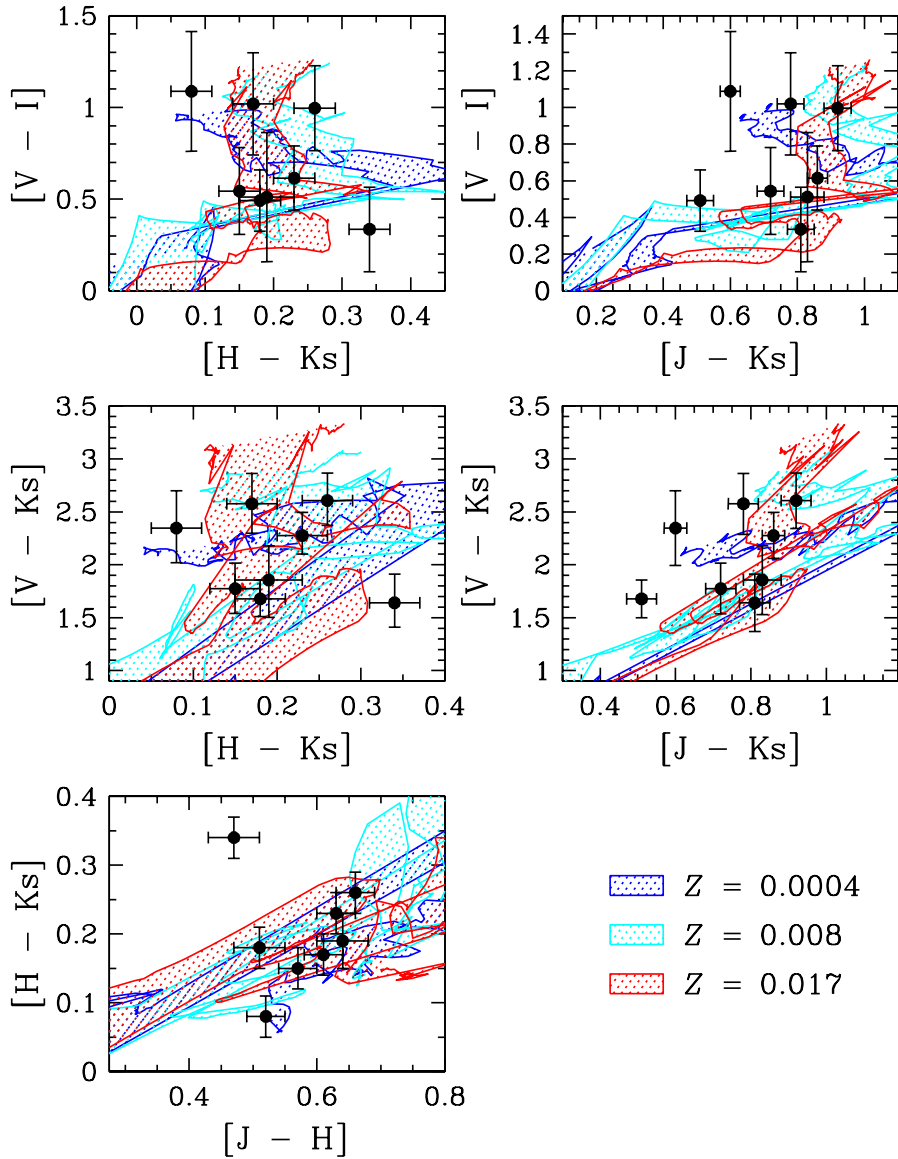 1.5
1
0.5
0
[V − I]
0 0.1 0.2 0.3 0.4
[H − Ks]
1.4
1.2
1
0.8
0.6
0.4
0.2
0
[V − I]
0.2 0.4 0.6 0.8 1
[J − Ks]
3.5
3
2.5
2
1.5
1
[V − Ks]
0 0.1 0.2 0.3 0.4
[H − Ks]
3.5
3
2.5
2
1.5
1
[V − Ks]
0.4 0.6 0.8 1
[J − Ks]
0.4
0.3
0.2
0.1
0
[H − Ks]
0.4 0.6 0.8
[J − H]
Z = 0.0004
Z = 0.008
Z = 0.017